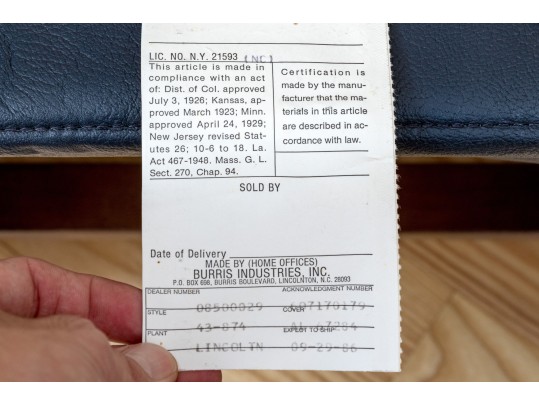 LIC. NO. N.Y. 21593 (NC)
This article is made in
compliance with an act
of: Dist. of Col. approved
July 3, 1926; Kansas, ap-
proved March 1923; Minn.
approved April 24, 1929;
New Jersey revised Stat-
utes 26; 10-6 to 18. La.
Act 467-1948. Mass. G. L.
Sect. 270, Chap. 94.
Certification is
made by the manu-
facturer that the ma-
terials in this article
are described in ac-
cordance with law.
SOLD BY
Date of Delivery
MADE BY (HOME OFFICES)
BURRIS INDUSTRIES, INC.
P.O. BOX 698, BURRIS BOULEVARD, LINCOLNTON, N.C. 28093
DEALER NUMBER ACKNOWLEDGMENT NUMBER
08500029
STYLE COVER
43-874
PLANT EXPECT TO SHIP
LINCOLTN 09-29-86